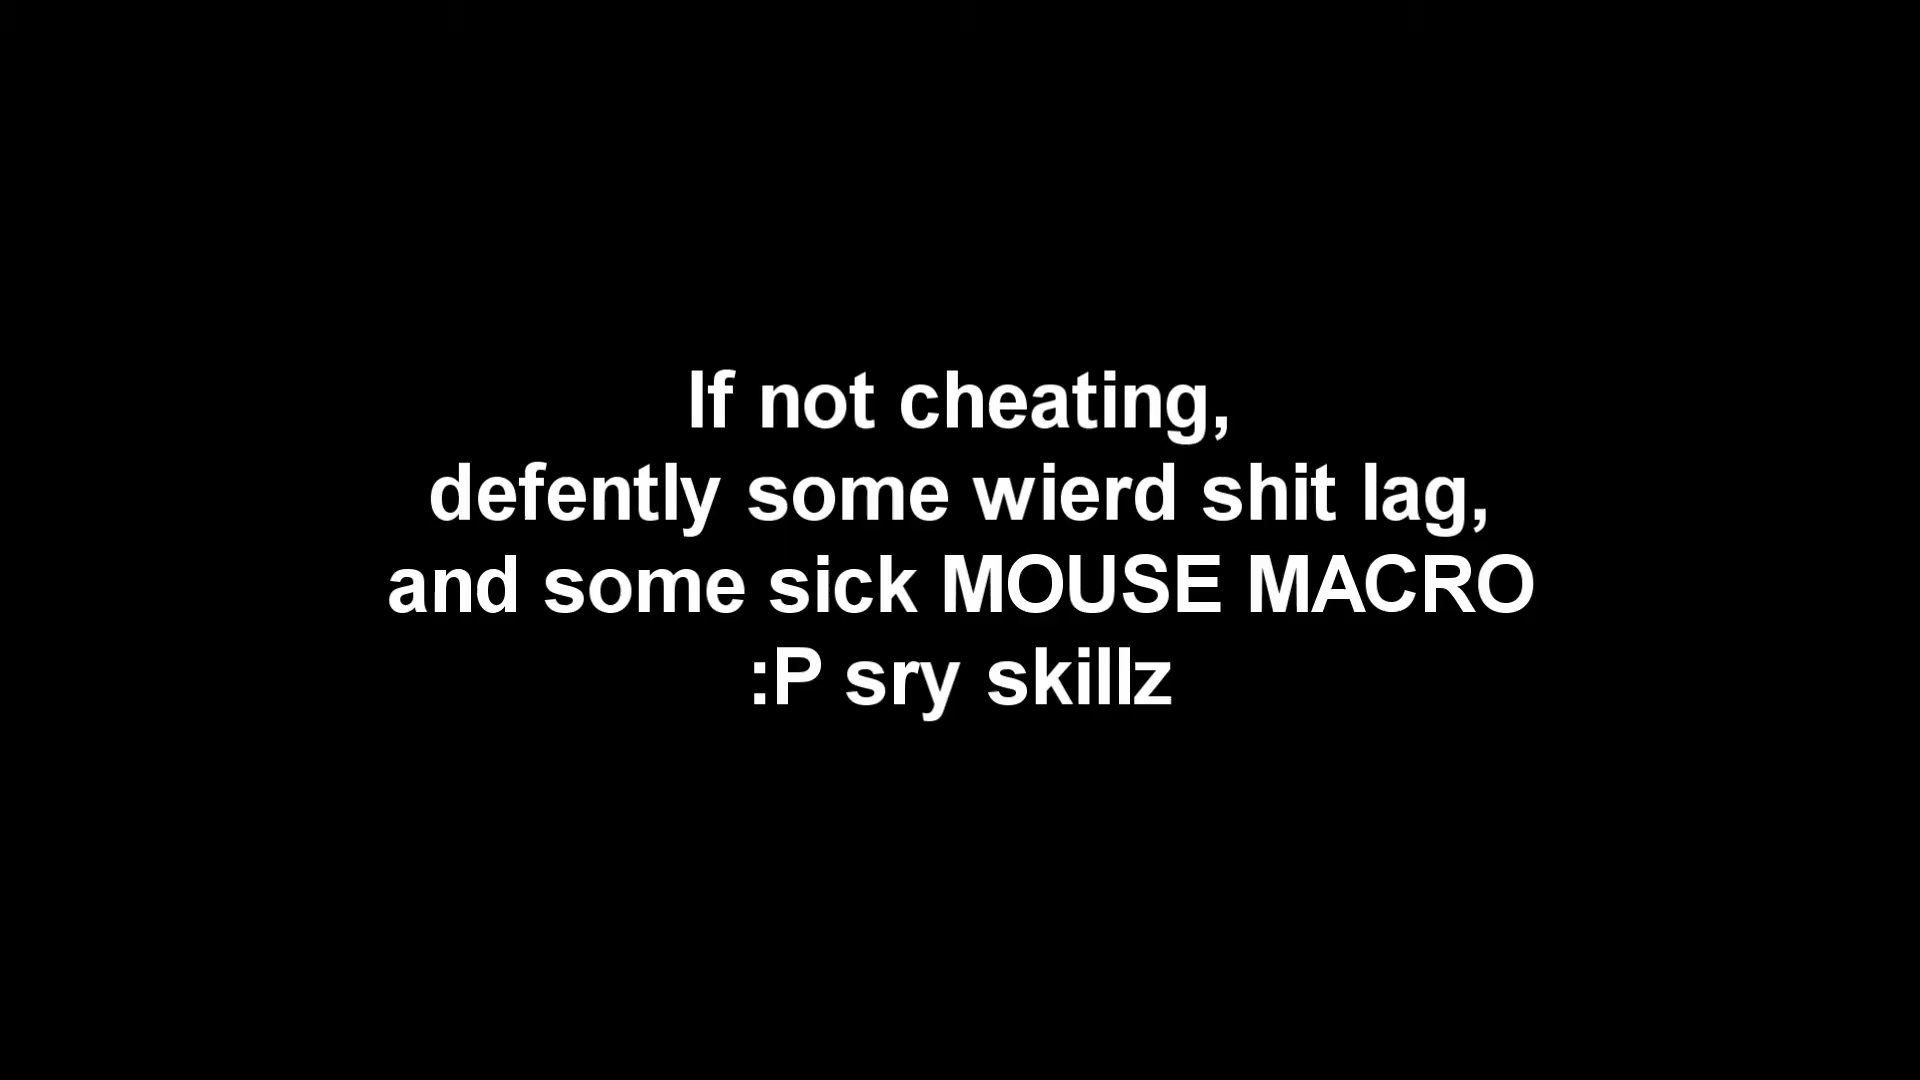 If not cheating,
defently some wierd shit lag,
and some sick MOUSE MACRO
:P sry skillz